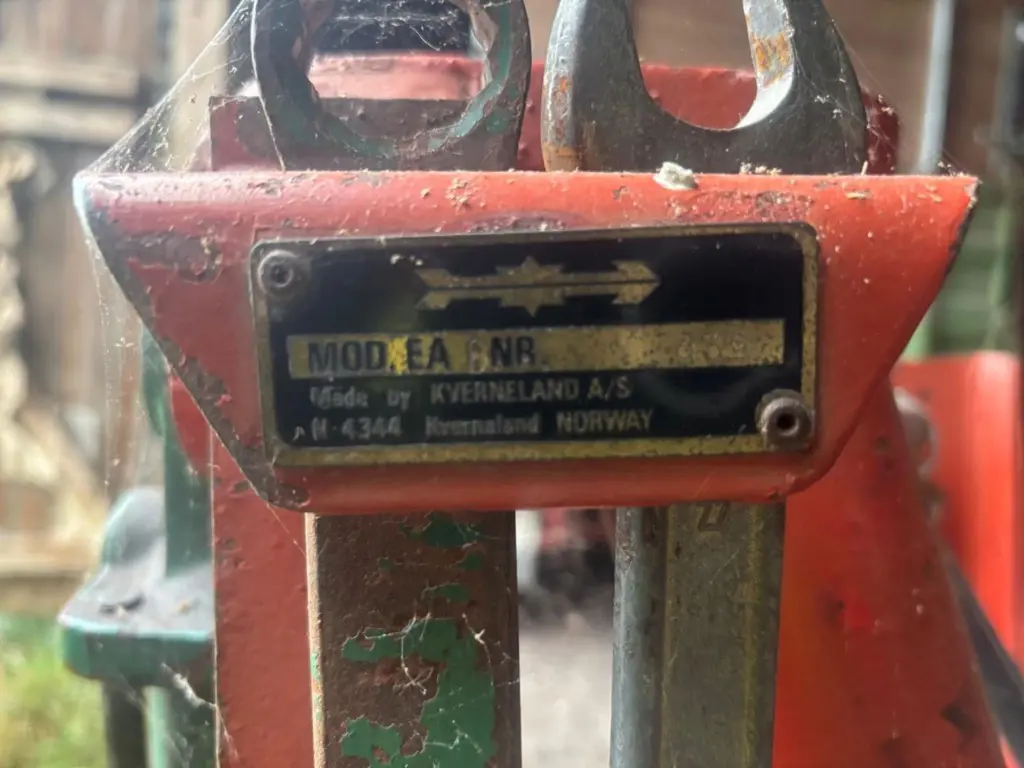 MOD. EA NR.
Made by KVERNELAND A/S
N-4344 Kvernaland NORWAY